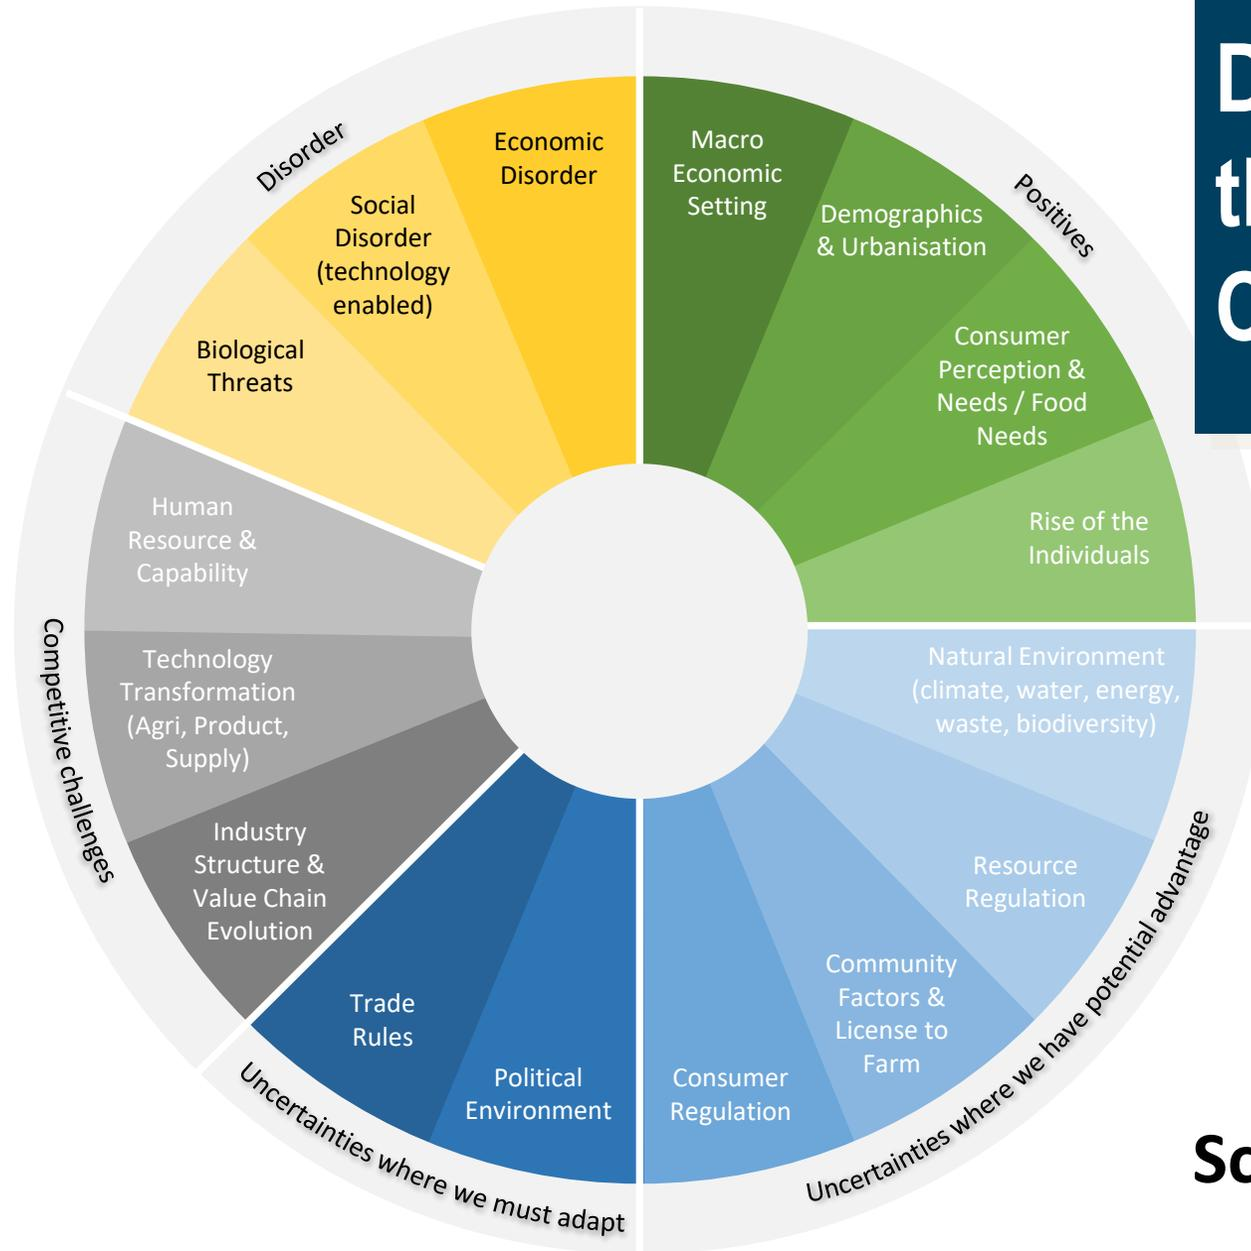 Disorder
Economic
Disorder
Social
Disorder
(technology
enabled)
Biological
Threats
Macro
Economic
Setting
Demographics
& Urbanisation
Consumer
Perception &
Needs / Food
Needs
Rise of the
Individuals
Positives
Natural Environment
(climate, water, energy,
waste, biodiversity)
Resource
Regulation
Community
Factors &
License to
Farm
Consumer
Regulation
Uncertainties where we have potential advantage
Political
Environment
Trade
Rules
Uncertainties where we must adapt
Industry
Structure &
Value Chain
Evolution
Technology
Transformation
(Agri, Product,
Supply)
Human
Resource &
Capability
Competitive challenges